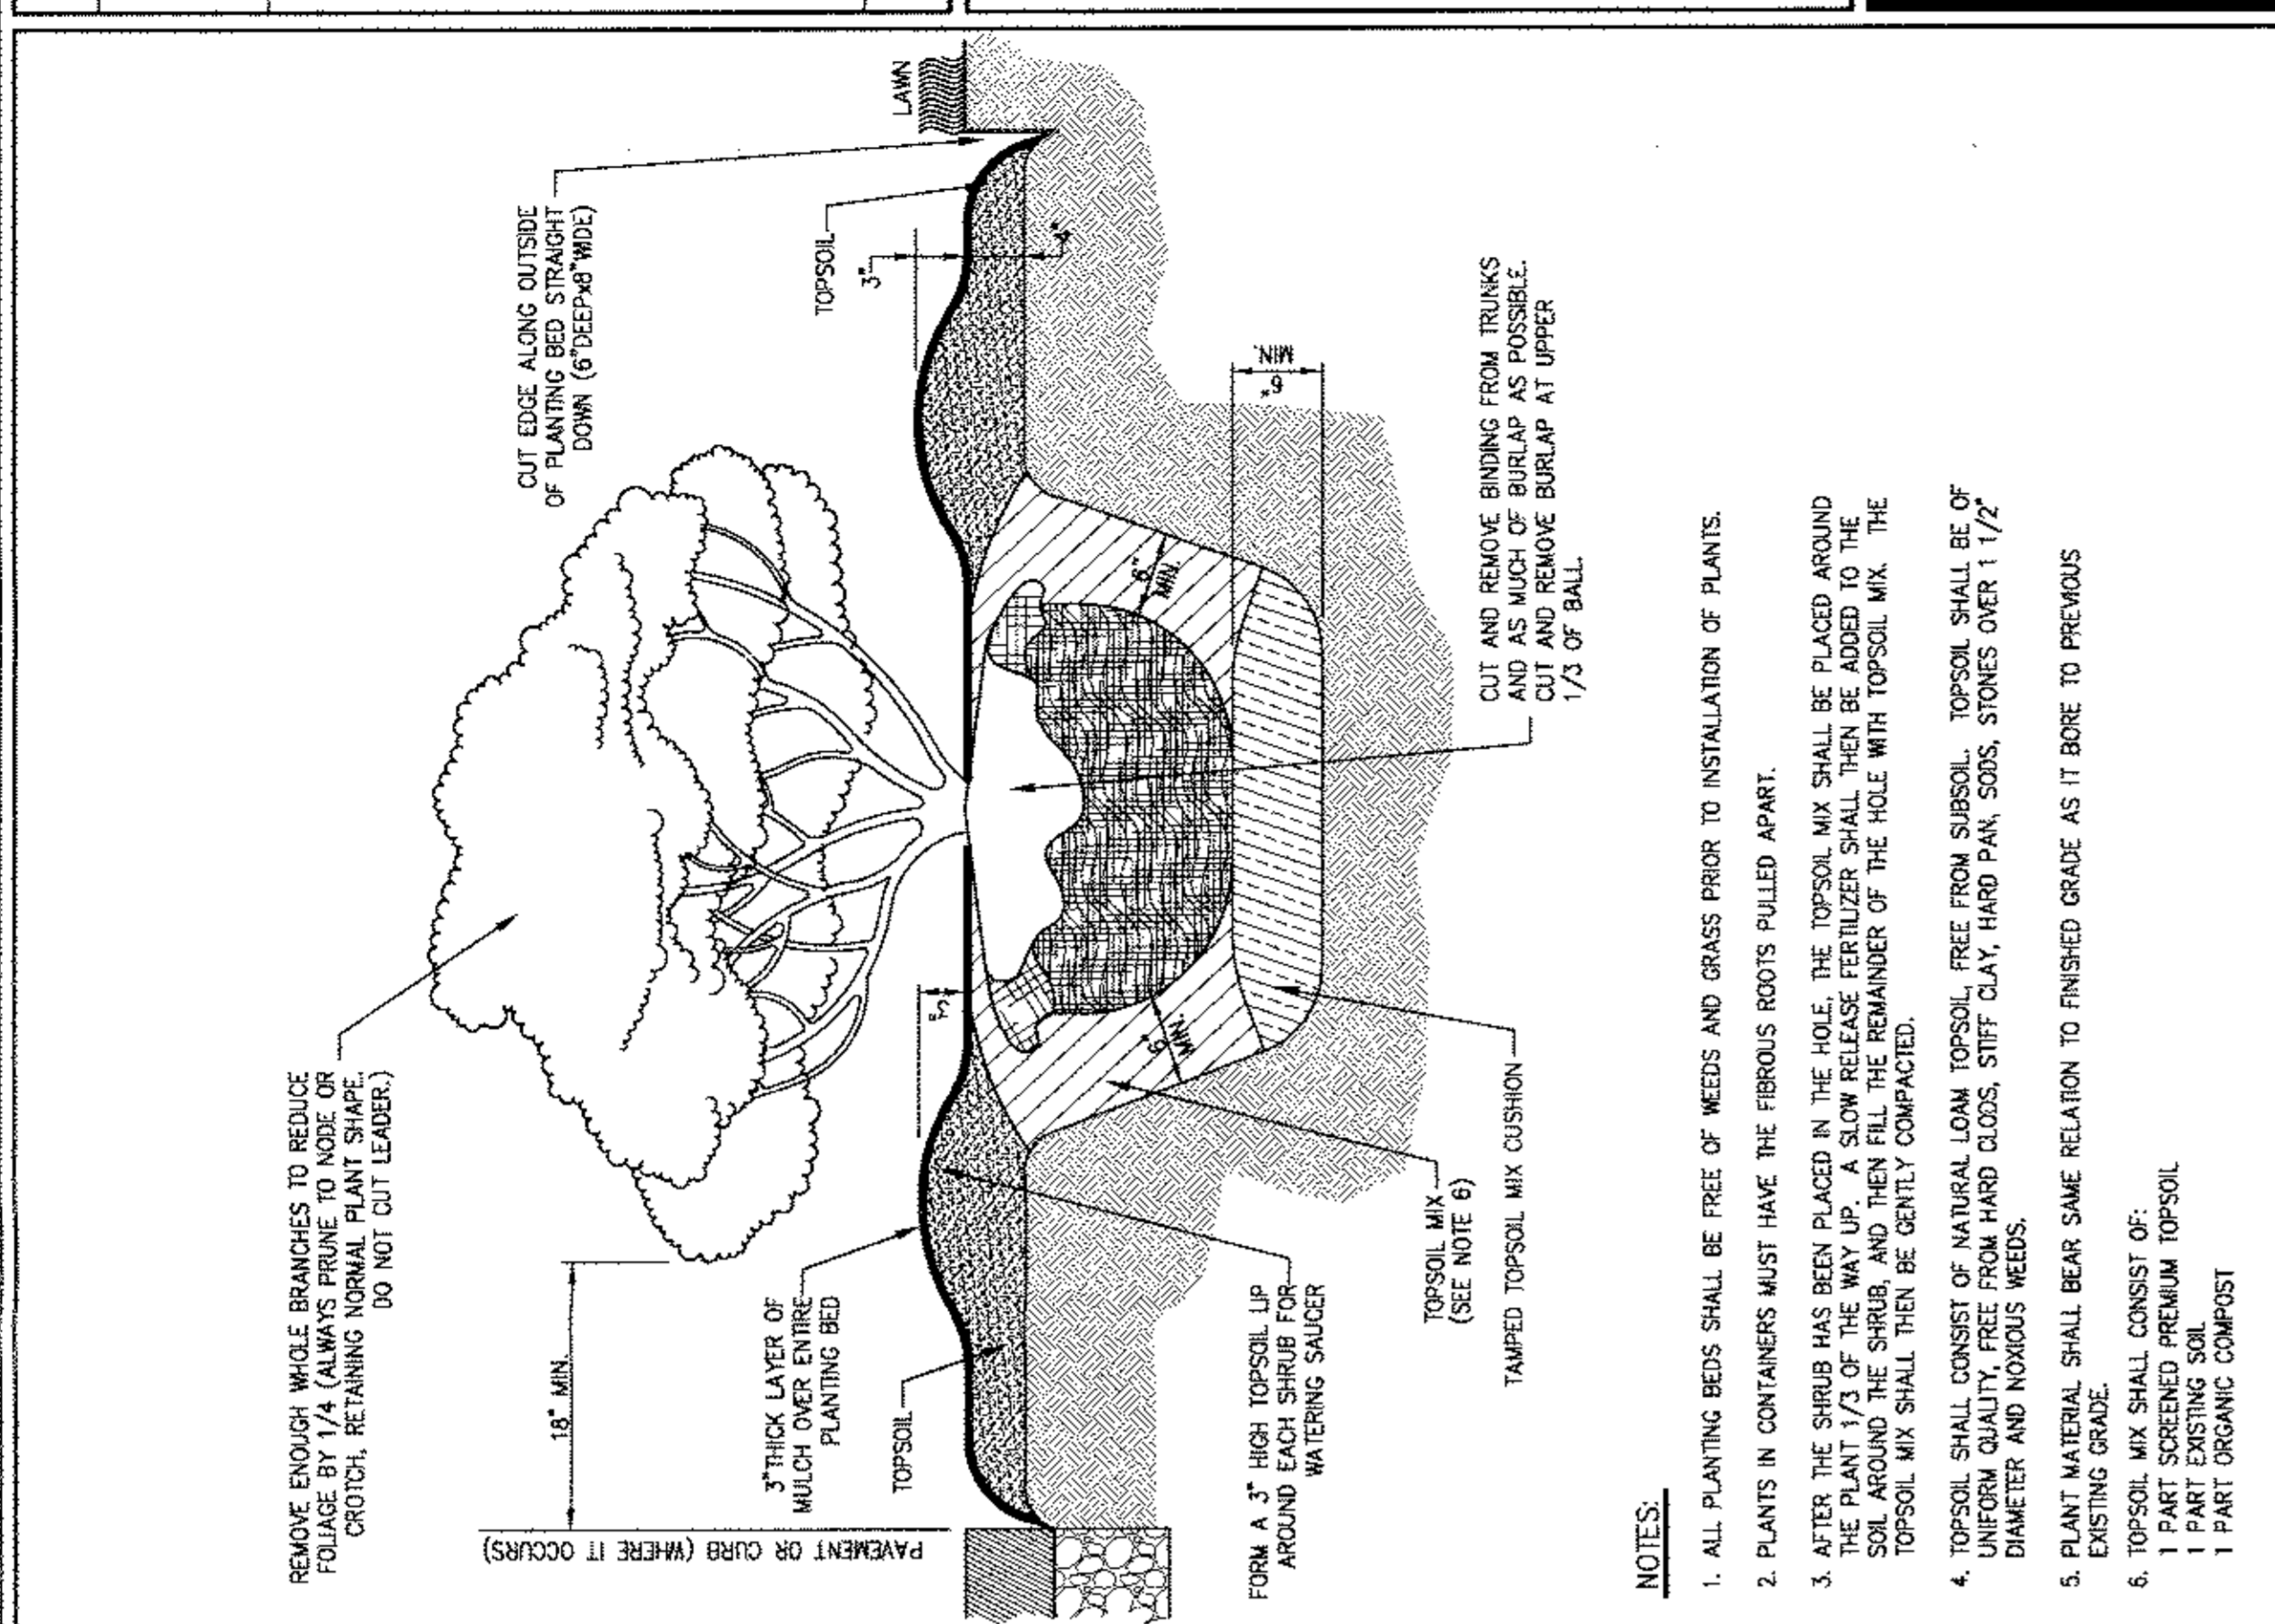 REMOVE ENOUGH WHOLE BRANCHES TO REDUCE
FOLIAGE BY 1/4 (ALWAYS PRUNE TO NODE OR
CROTCH, RETAINING NORMAL PLANT SHAPE.
DO NOT CUT LEADER.)
18" MIN.
PAVEMENT OR CURB (WHERE IT OCCURS)
3" THICK LAYER OF
MULCH OVER ENTIRE
PLANTING BED
TOPSOIL
FORM A 3" HIGH TOPSOIL LIP
AROUND EACH SHRUB FOR
WATERING SAUCER
3"
CUT EDGE ALONG OUTSIDE
OF PLANTING BED STRAIGHT
DOWN (6"DEEPx8"WIDE)
TOPSOIL
3"
4"
LAWN
6"
MIN.
6"
MIN.
6"
MIN.
TOPSOIL MIX
(SEE NOTE 6)
TAMPED TOPSOIL MIX CUSHION
CUT AND REMOVE BINDING FROM TRUNKS
AND AS MUCH OF BURLAP AS POSSIBLE.
CUT AND REMOVE BURLAP AT UPPER
1/3 OF BALL.
NOTES:
1. ALL PLANTING BEDS SHALL BE FREE OF WEEDS AND GRASS PRIOR TO INSTALLATION OF PLANTS.
2. PLANTS IN CONTAINERS MUST HAVE THE FIBROUS ROOTS PULLED APART.
3. AFTER THE SHRUB HAS BEEN PLACED IN THE HOLE, THE TOPSOIL MIX SHALL BE PLACED AROUND
THE PLANT 1/3 OF THE WAY UP. A SLOW RELEASE FERTILIZER SHALL THEN BE ADDED TO THE
SOIL AROUND THE SHRUB, AND THEN FILL THE REMAINDER OF THE HOLE WITH TOPSOIL MIX. THE
TOPSOIL MIX SHALL THEN BE GENTLY COMPACTED.
4. TOPSOIL SHALL CONSIST OF NATURAL LOAM TOPSOIL, FREE FROM SUBSOIL. TOPSOIL SHALL BE OF
UNIFORM QUALITY, FREE FROM HARD CLODS, STIFF CLAY, HARD PAN, SODS, STONES OVER 1 1/2"
DIAMETER AND NOXIOUS WEEDS.
5. PLANT MATERIAL SHALL BEAR SAME RELATION TO FINISHED GRADE AS IT BORE TO PREVIOUS
EXISTING GRADE.
6. TOPSOIL MIX SHALL CONSIST OF:
1 PART SCREENED PREMIUM TOPSOIL
1 PART EXISTING SOIL
1 PART ORGANIC COMPOST